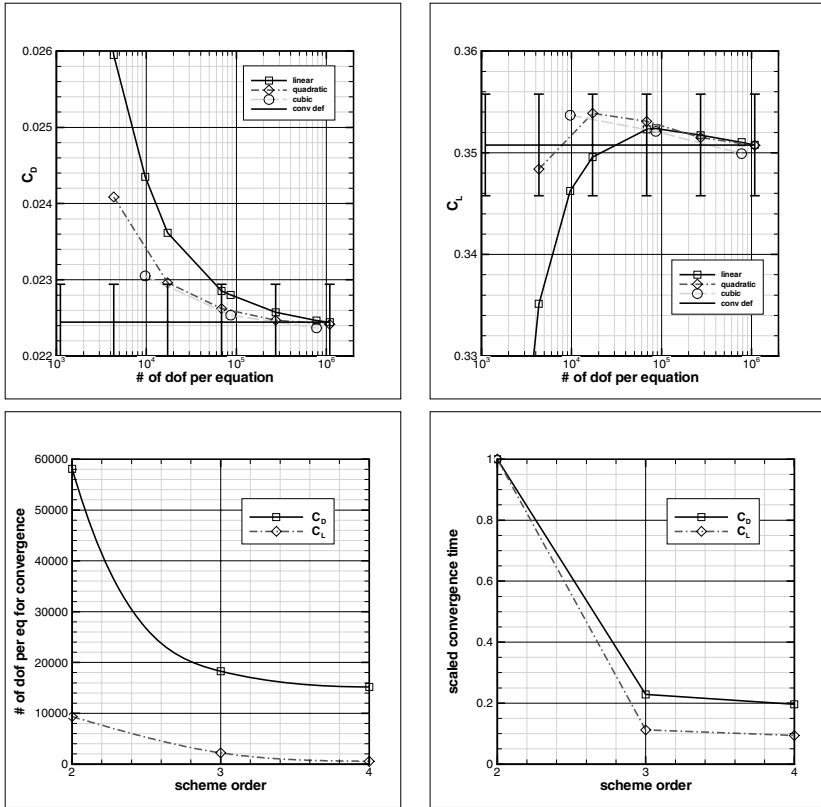 0.026
0.025
0.024
0.023
0.022
C_D
10^3 10^4 10^5 10^6
# of dof per equation
linear
quadratic
cubic
conv def
0.36
0.35
0.34
0.33
C_L
10^3 10^4 10^5 10^6
# of dof per equation
linear
quadratic
cubic
conv def
60000
50000
40000
30000
20000
10000
0
# of dof per eq for convergence
2 3 4
scheme order
C_D
C_L
1
0.8
0.6
0.4
0.2
0
scaled convergence time
2 3 4
scheme order
C_D
C_L